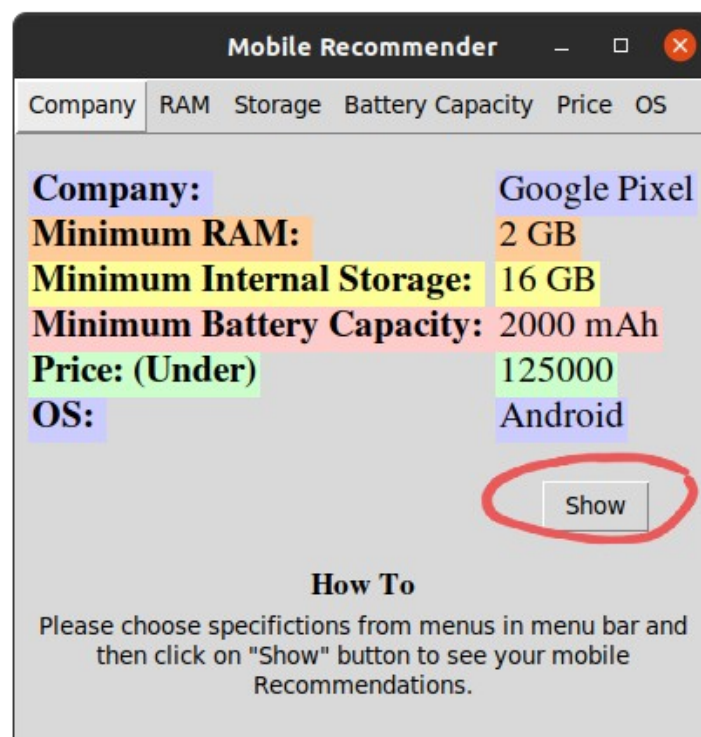 Mobile Recommender
Company RAM Storage Battery Capacity Price OS
Company: Google Pixel
Minimum RAM: 2 GB
Minimum Internal Storage: 16 GB
Minimum Battery Capacity: 2000 mAh
Price: (Under) 125000
OS: Android
Show
How To
Please choose specifictions from menus in menu bar and
then click on "Show" button to see your mobile
Recommendations.